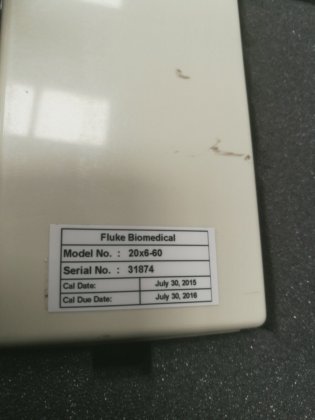 Fluke Biomedical
Model No. : 20x6-60
Serial No. : 31874
Cal Date: July 30, 2015
Cal Due Date: July 30, 2016